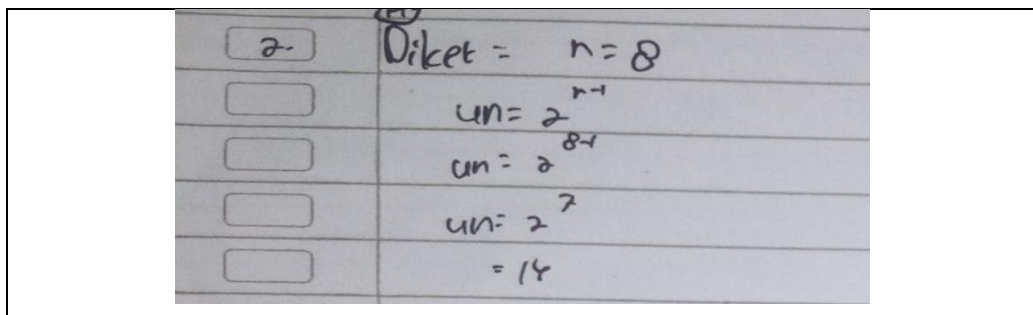 2. Diket = n = 8
un = 2^n-1
un = 2^8-1
un = 2^7
= 14